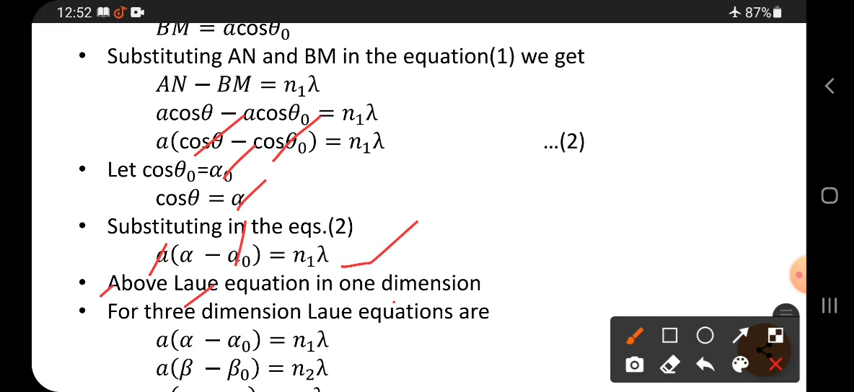 12:52
87%
BM = acosθ₀
• Substituting AN and BM in the equation(1) we get
AN − BM = n₁λ
acosθ − acosθ₀ = n₁λ
a(cosθ − cosθ₀) = n₁λ ...(2)
• Let cosθ₀=α₀
cosθ = α
• Substituting in the eqs.(2)
a(α − α₀) = n₁λ
• Above Laue equation in one dimension
• For three dimension Laue equations are
a(α − α₀) = n₁λ
a(β − β₀) = n₂λ